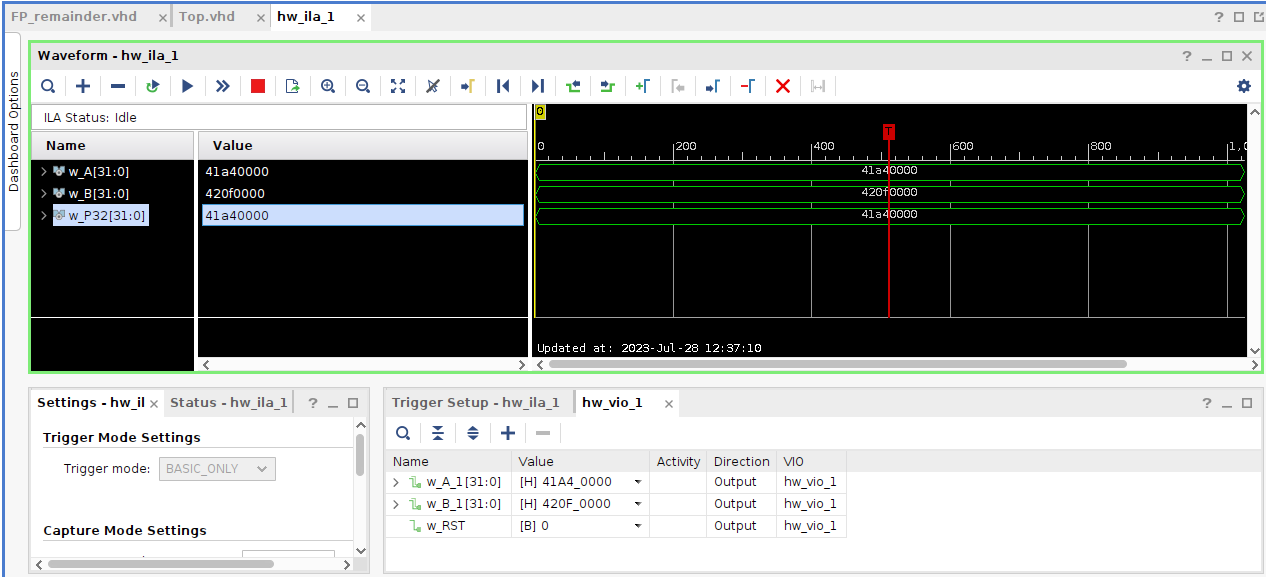 FP_remainder.vhd × Top.vhd × hw_ila_1 ×
?
Dashboard Options
Waveform - hw_ila_1
?
ILA Status: Idle
Name Value
w_A[31:0] 41a40000
w_B[31:0] 420f0000
w_P32[31:0] 41a40000
0
T
0 200 400 600 800 1,0
41a40000
420f0000
41a40000
Updated at: 2023-Jul-28 12:37:10
Settings - hw_il × Status - hw_ila_1 ?
Trigger Mode Settings
Trigger mode: BASIC_ONLY
Capture Mode Settings
Trigger Setup - hw_ila_1 hw_vio_1 × ?
Name Value Activity Direction VIO
w_A_1[31:0] [H] 41A4_0000 Output hw_vio_1
w_B_1[31:0] [H] 420F_0000 Output hw_vio_1
w_RST [B] 0 Output hw_vio_1